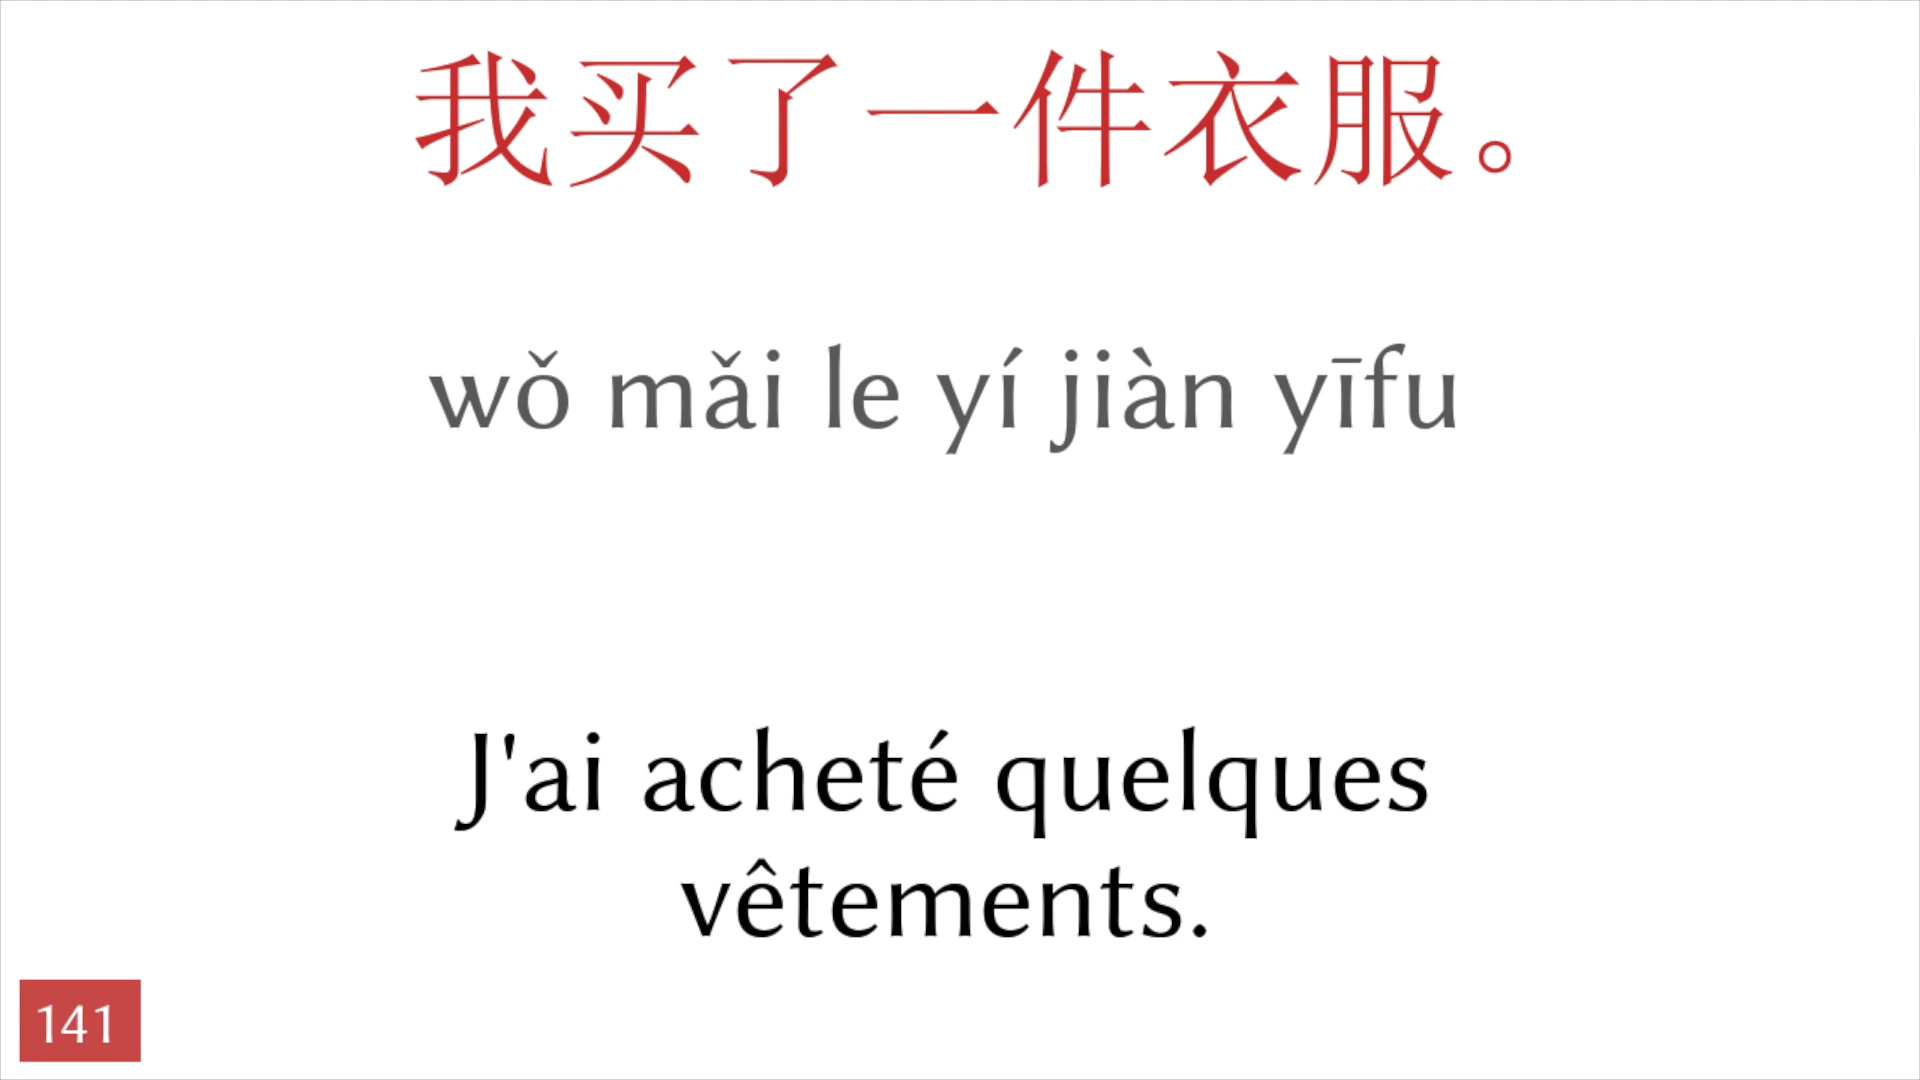 我买了一件衣服。
wǒ mǎi le yí jiàn yīfu
J'ai acheté quelques
vêtements.
141